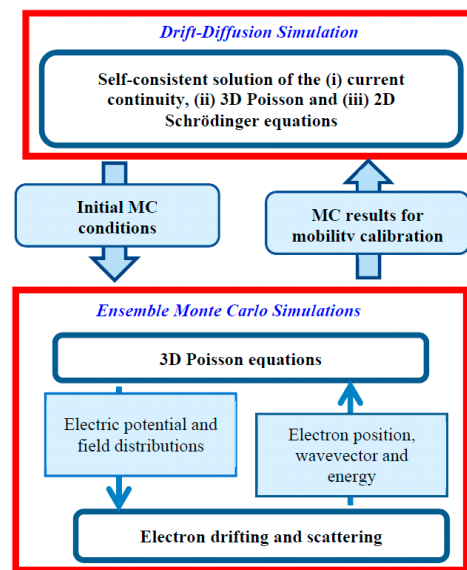 Drift-Diffusion Simulation
Self-consistent solution of the (i) current
continuity, (ii) 3D Poisson and (iii) 2D
Schrödinger equations
Initial MC
conditions
MC results for
mobility calibration
Ensemble Monte Carlo Simulations
3D Poisson equations
Electric potential and
field distributions
Electron position,
wavevector and
energy
Electron drifting and scattering